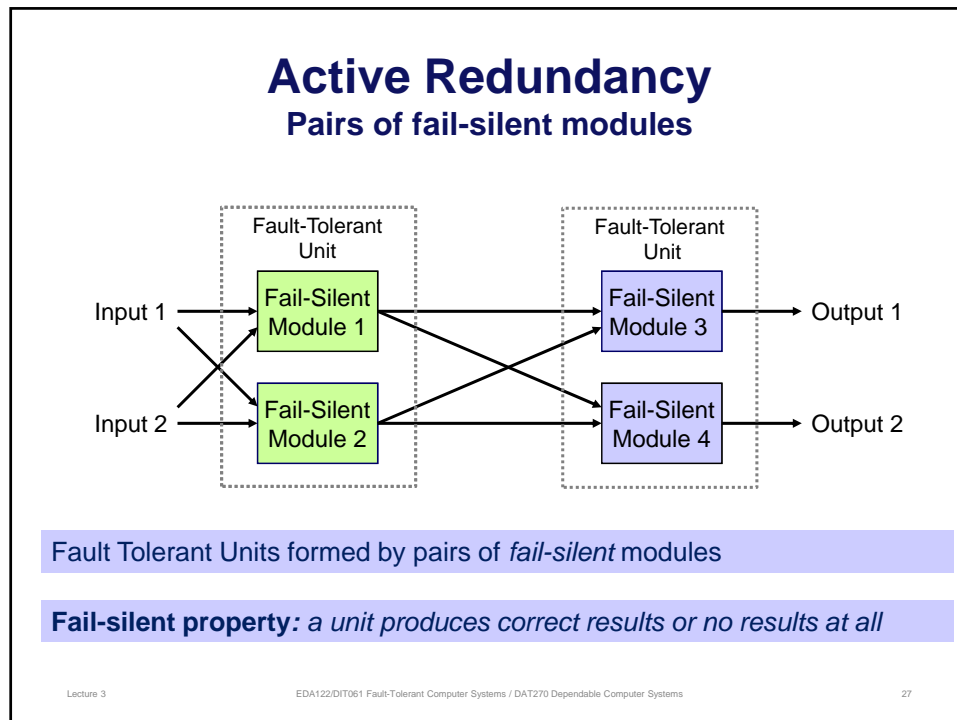 Active Redundancy
Pairs of fail-silent modules
Fault-Tolerant
Unit
Fault-Tolerant
Unit
Input 1
Fail-Silent
Module 1
Fail-Silent
Module 3
Output 1
Input 2
Fail-Silent
Module 2
Fail-Silent
Module 4
Output 2
Fault Tolerant Units formed by pairs of fail-silent modules
Fail-silent property: a unit produces correct results or no results at all
Lecture 3
EDA122/DIT061 Fault-Tolerant Computer Systems / DAT270 Dependable Computer Systems
27